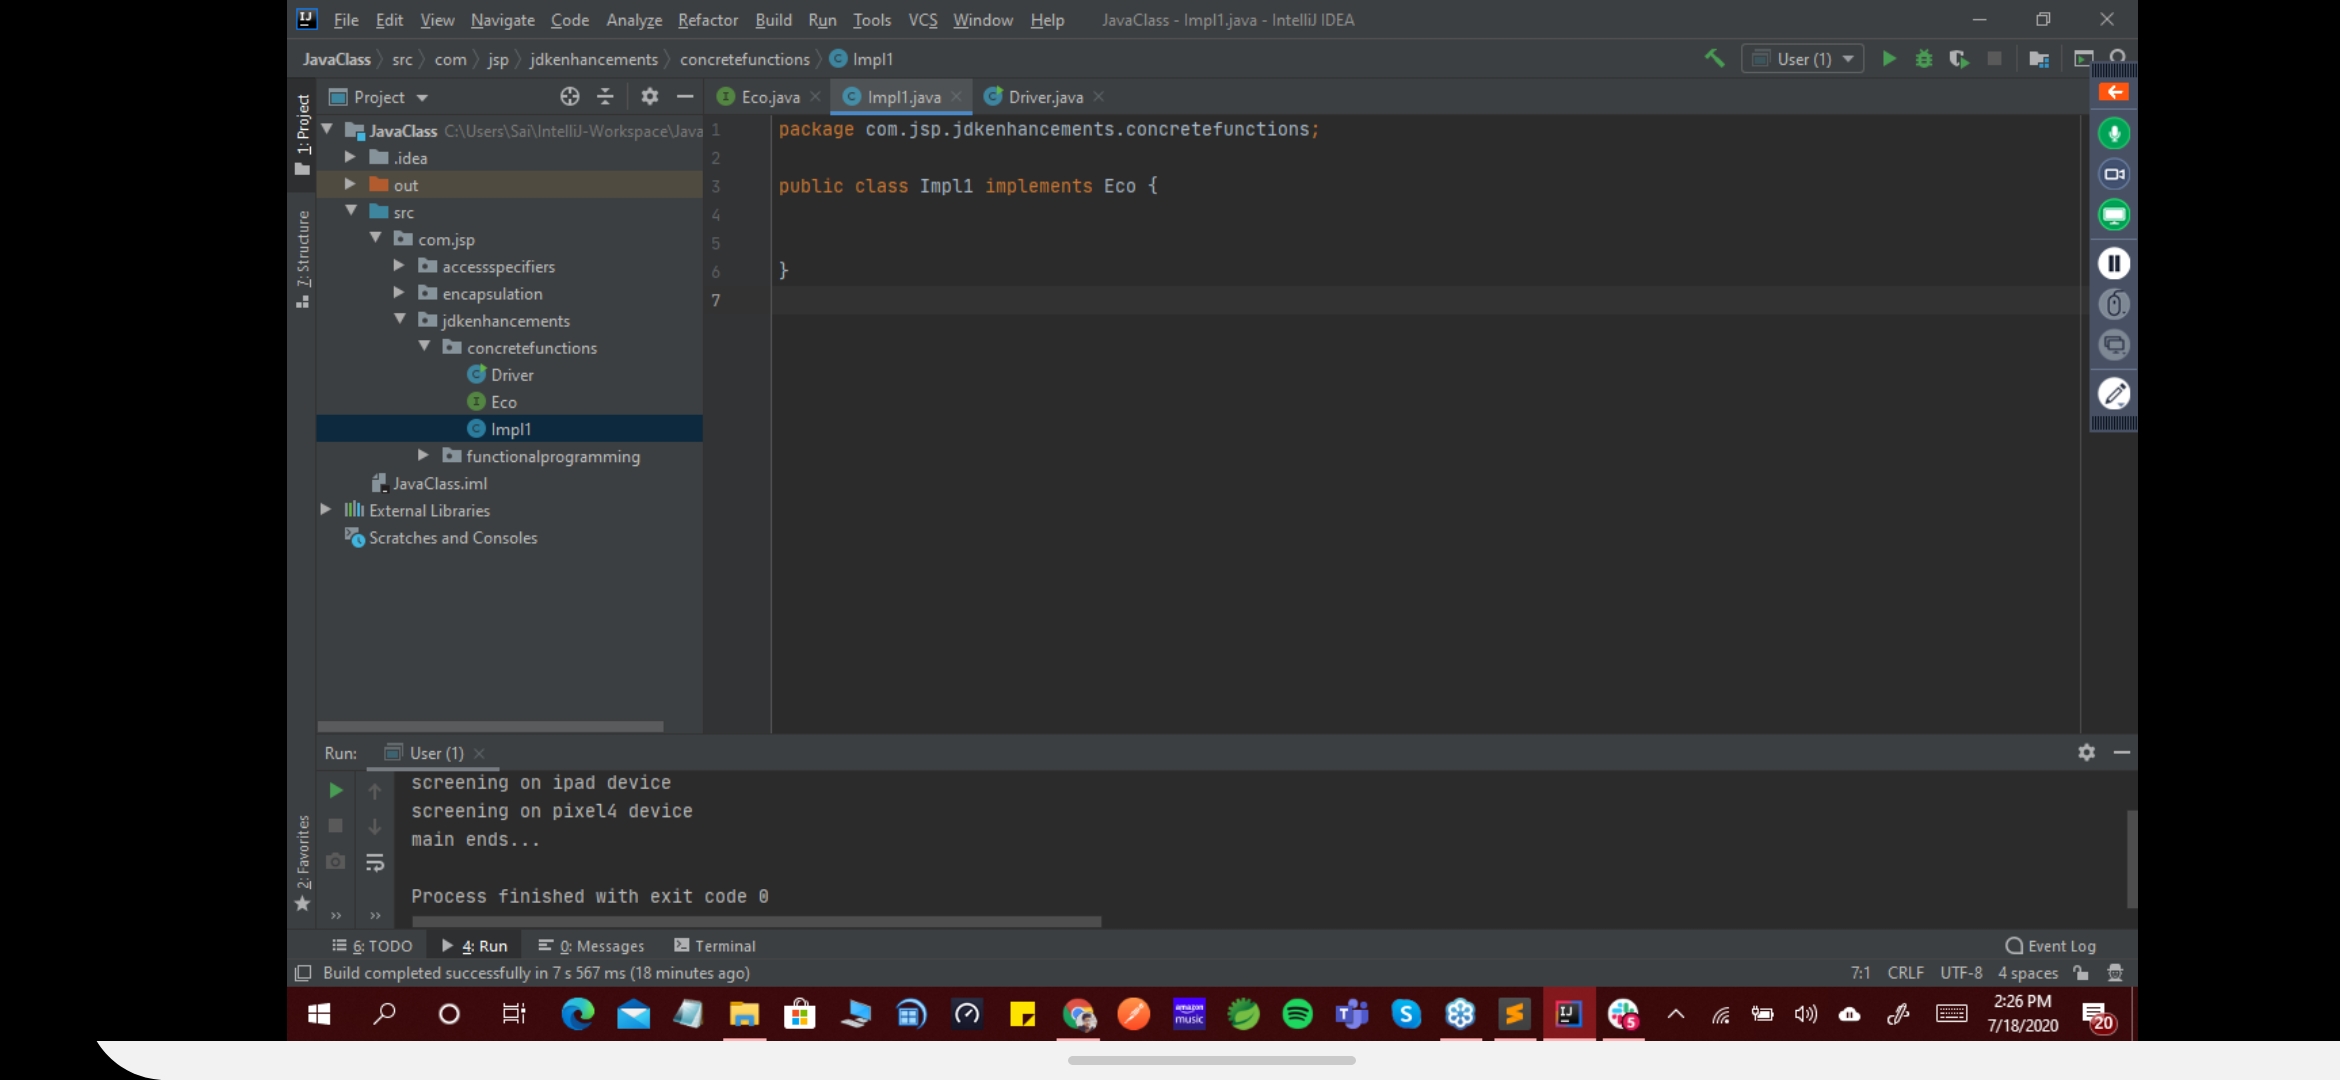 File Edit View Navigate Code Analyze Refactor Build Run Tools VCS Window Help JavaClass - Impl1.java - IntelliJ IDEA
JavaClass src com jsp jdkenhancements concretefunctions Impl1 User (1)
1: Project
Project
Eco.java Impl1.java Driver.java
JavaClass C:\Users\Sai\IntelliJ-Workspace\Java
.idea
out
src
com.jsp
accessspecifiers
encapsulation
jdkenhancements
concretefunctions
Driver
Eco
Impl1
functionalprogramming
JavaClass.iml
External Libraries
Scratches and Consoles
7: Structure
2: Favorites
1 package com.jsp.jdkenhancements.concretefunctions;
2
3 public class Impl1 implements Eco {
4
5
6 }
7
Run: User (1)
screening on ipad device
screening on pixel4 device
main ends...
Process finished with exit code 0
6: TODO 4: Run 0: Messages Terminal Event Log
Build completed successfully in 7 s 567 ms (18 minutes ago) 7:1 CRLF UTF-8 4 spaces
amazon
music
5
2:26 PM
7/18/2020
20